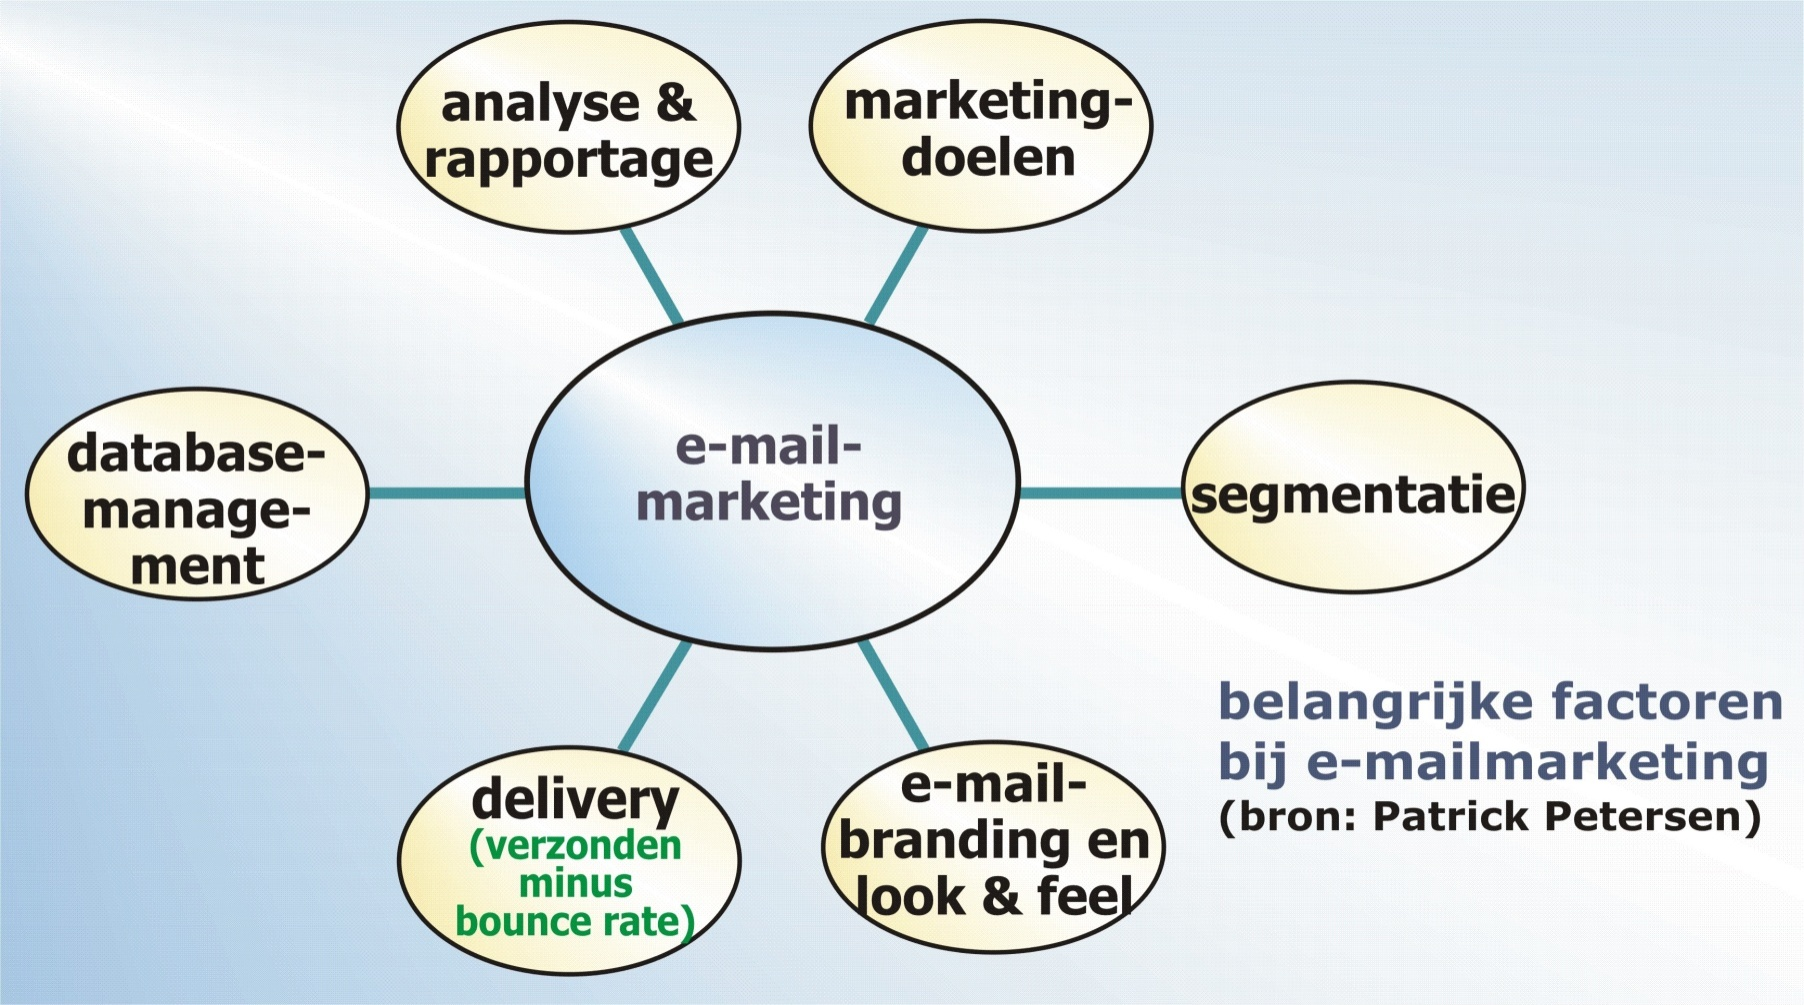 analyse &
rapportage
marketing-
doelen
database-
manage-
ment
e-mail-
marketing
segmentatie
delivery
(verzonden
minus
bounce rate)
e-mail-
branding en
look & feel
belangrijke factoren
bij e-mailmarketing
(bron: Patrick Petersen)